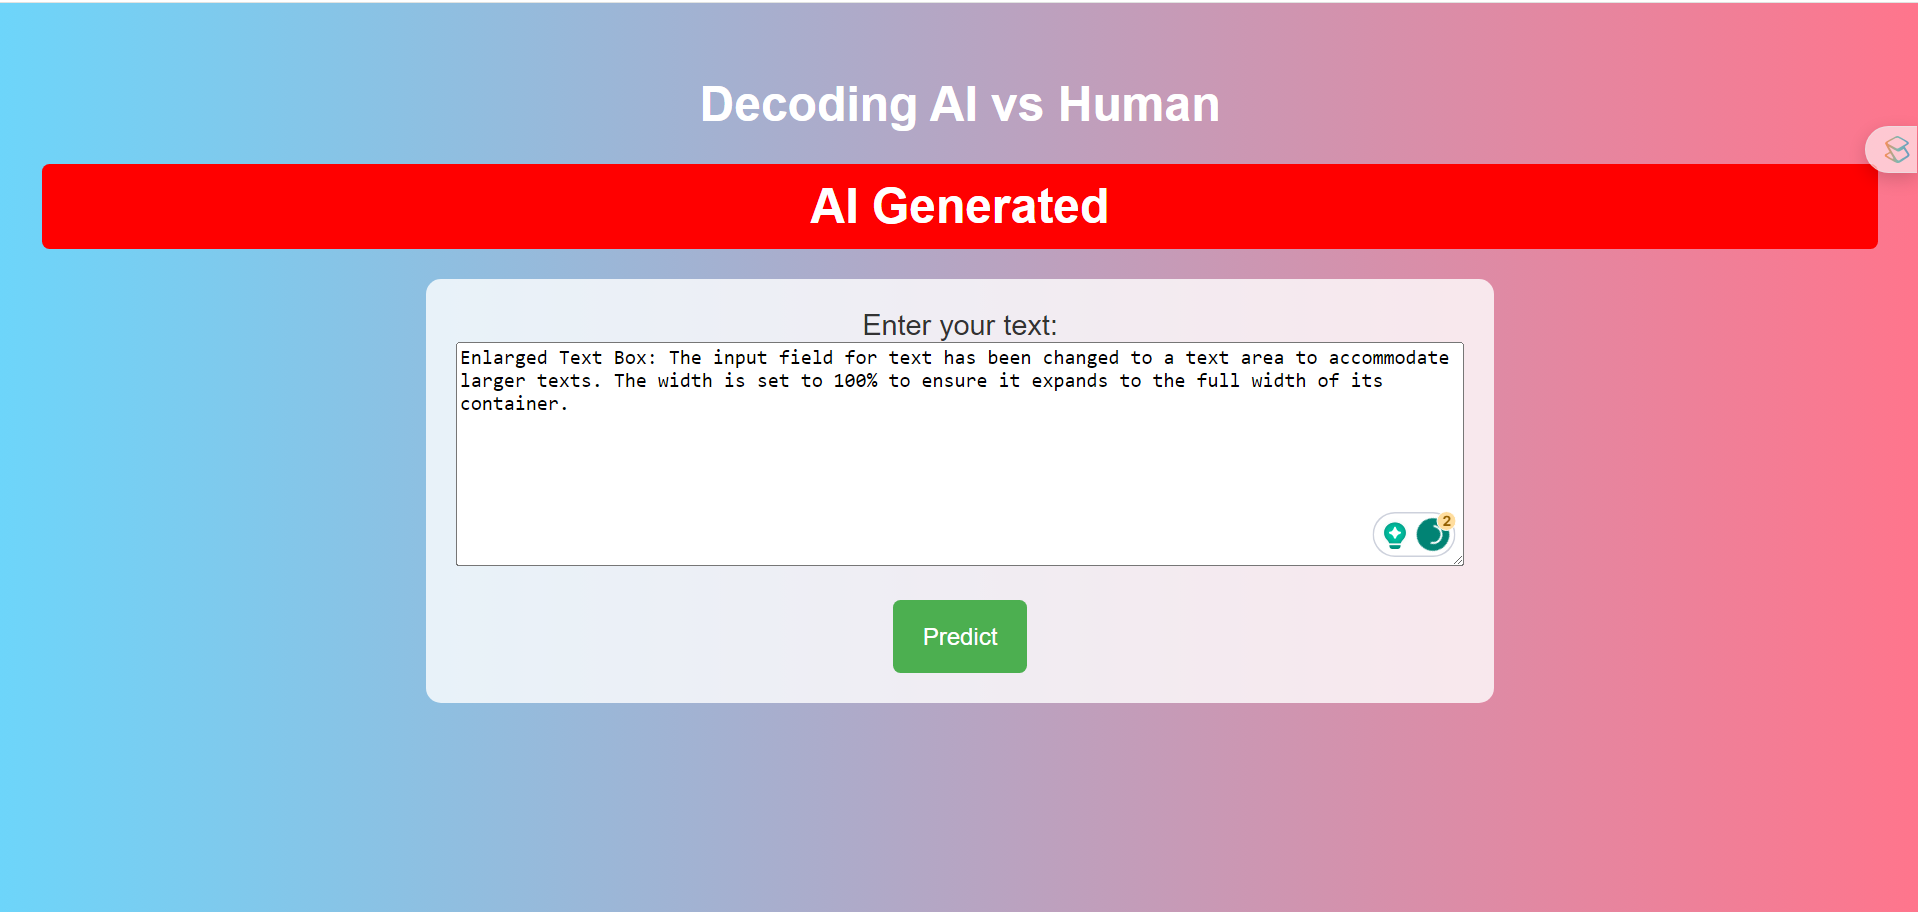 Decoding AI vs Human
AI Generated
Enter your text:
Enlarged Text Box: The input field for text has been changed to a text area to accommodate
larger texts. The width is set to 100% to ensure it expands to the full width of its
container.
2
Predict